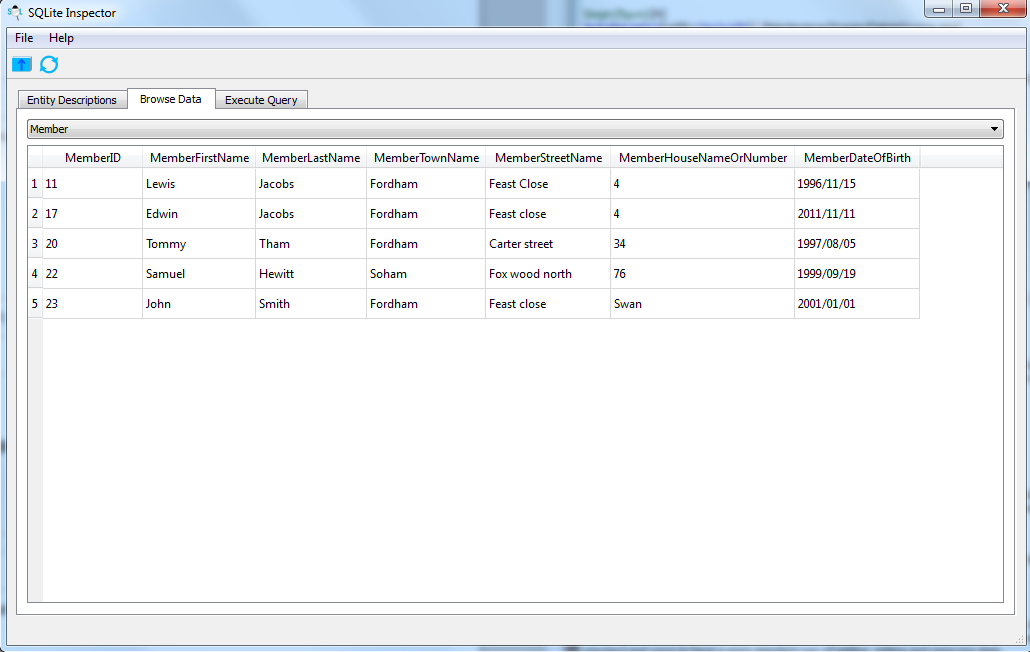 SQLite Inspector
File Help
Entity Descriptions Browse Data Execute Query
Member
MemberID MemberFirstName MemberLastName MemberTownName MemberStreetName MemberHouseNameOrNumber MemberDateOfBirth
1 11 Lewis Jacobs Fordham Feast Close 4 1996/11/15
2 17 Edwin Jacobs Fordham Feast close 4 2011/11/11
3 20 Tommy Tham Fordham Carter street 34 1997/08/05
4 22 Samuel Hewitt Soham Fox wood north 76 1999/09/19
5 23 John Smith Fordham Feast close Swan 2001/01/01